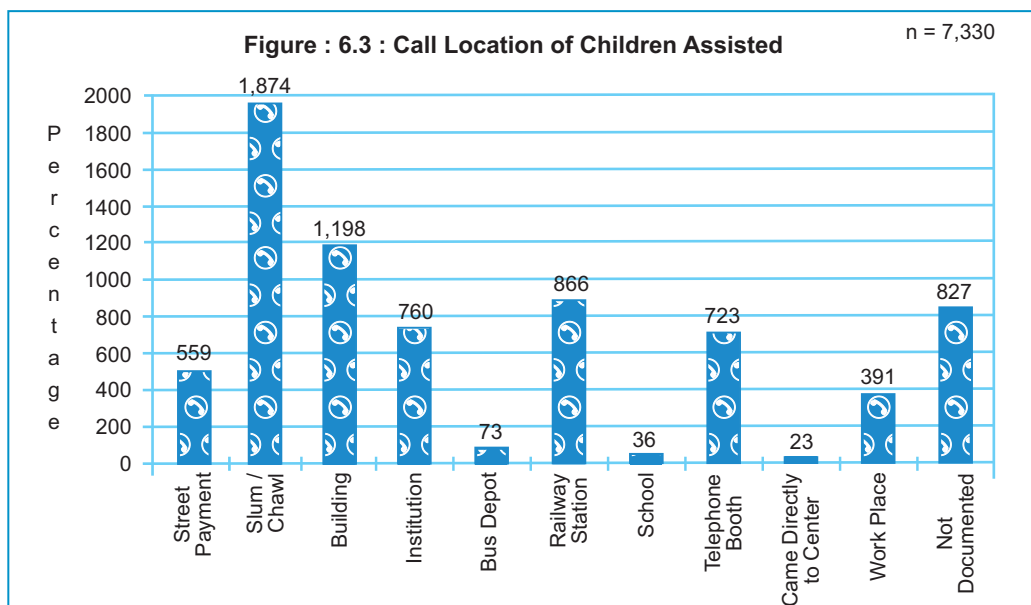 n = 7,330
Figure : 6.3 : Call Location of Children Assisted
Percentage
2000
1800
1600
1400
1200
1000
800
600
400
200
0
559
1,874
1,198
760
73
866
36
723
23
391
827
Street
Payment
Slum /
Chawl
Building
Institution
Bus Depot
Railway
Station
School
Telephone
Booth
Came Directly
to Center
Work Place
Not
Documented